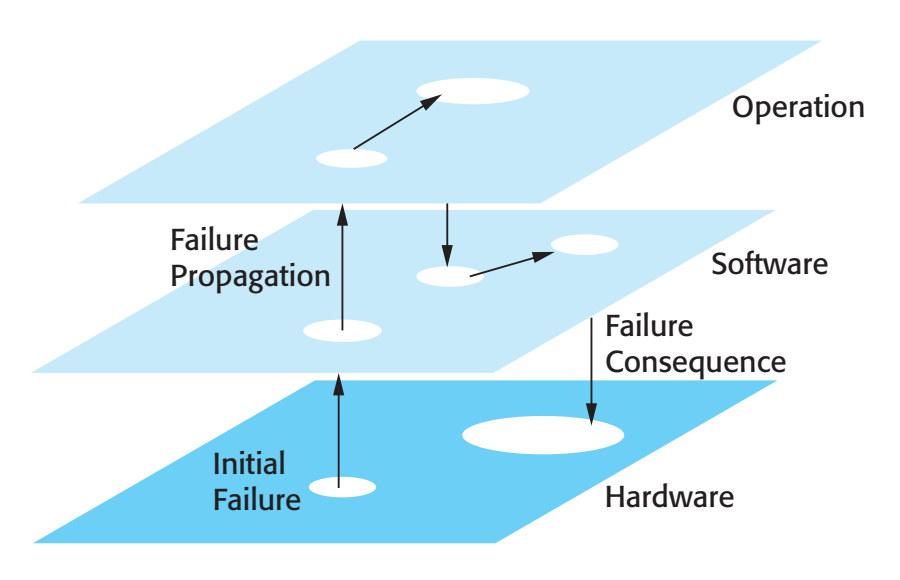 Operation
Failure
Propagation
Software
Failure
Consequence
Initial
Failure
Hardware